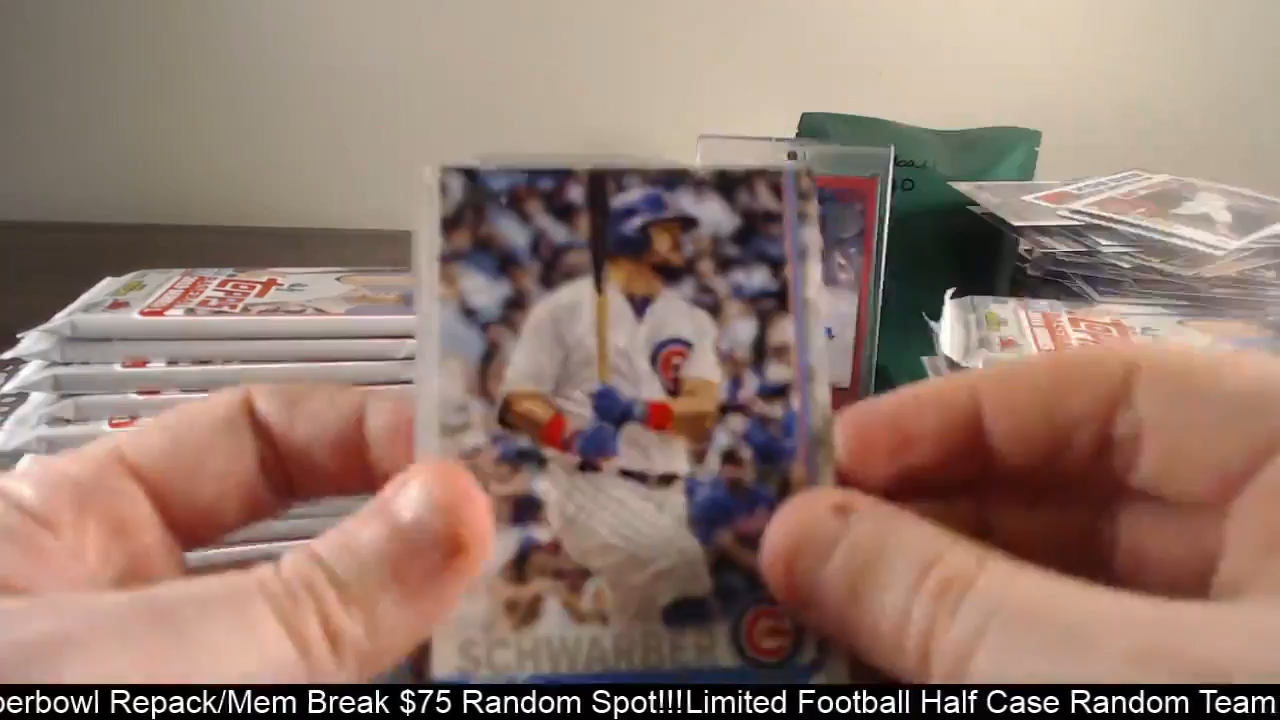 TOPPS
SCHWARBER
C
perbowl Repack/Mem Break $75 Random Spot!!!Limited Football Half Case Random Team